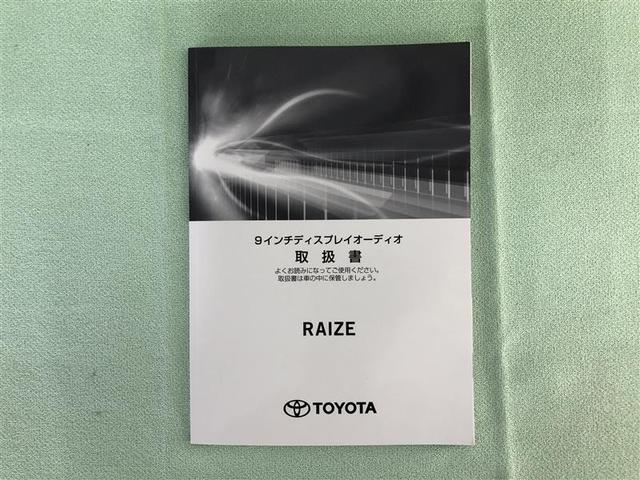 9インチディスプレイオーディオ
取扱書
よくお読みになってご使用ください。
取扱書は車の中に保管しましょう。
RAIZE
TOYOTA